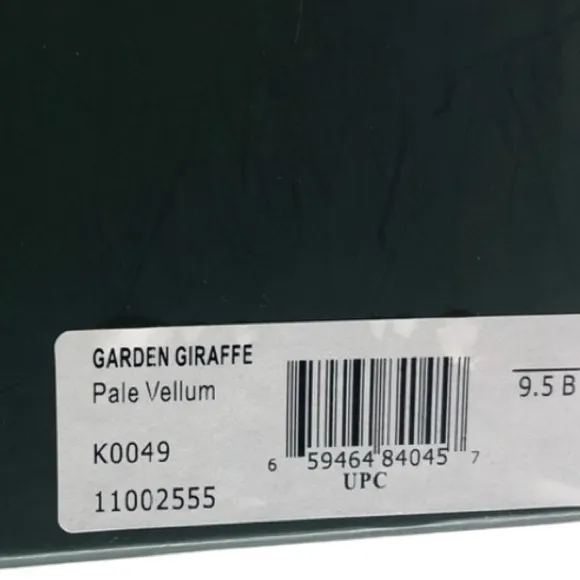 GARDEN GIRAFFE
Pale Vellum
K0049
11002555
6 59464 84045 7
UPC
9.5 B